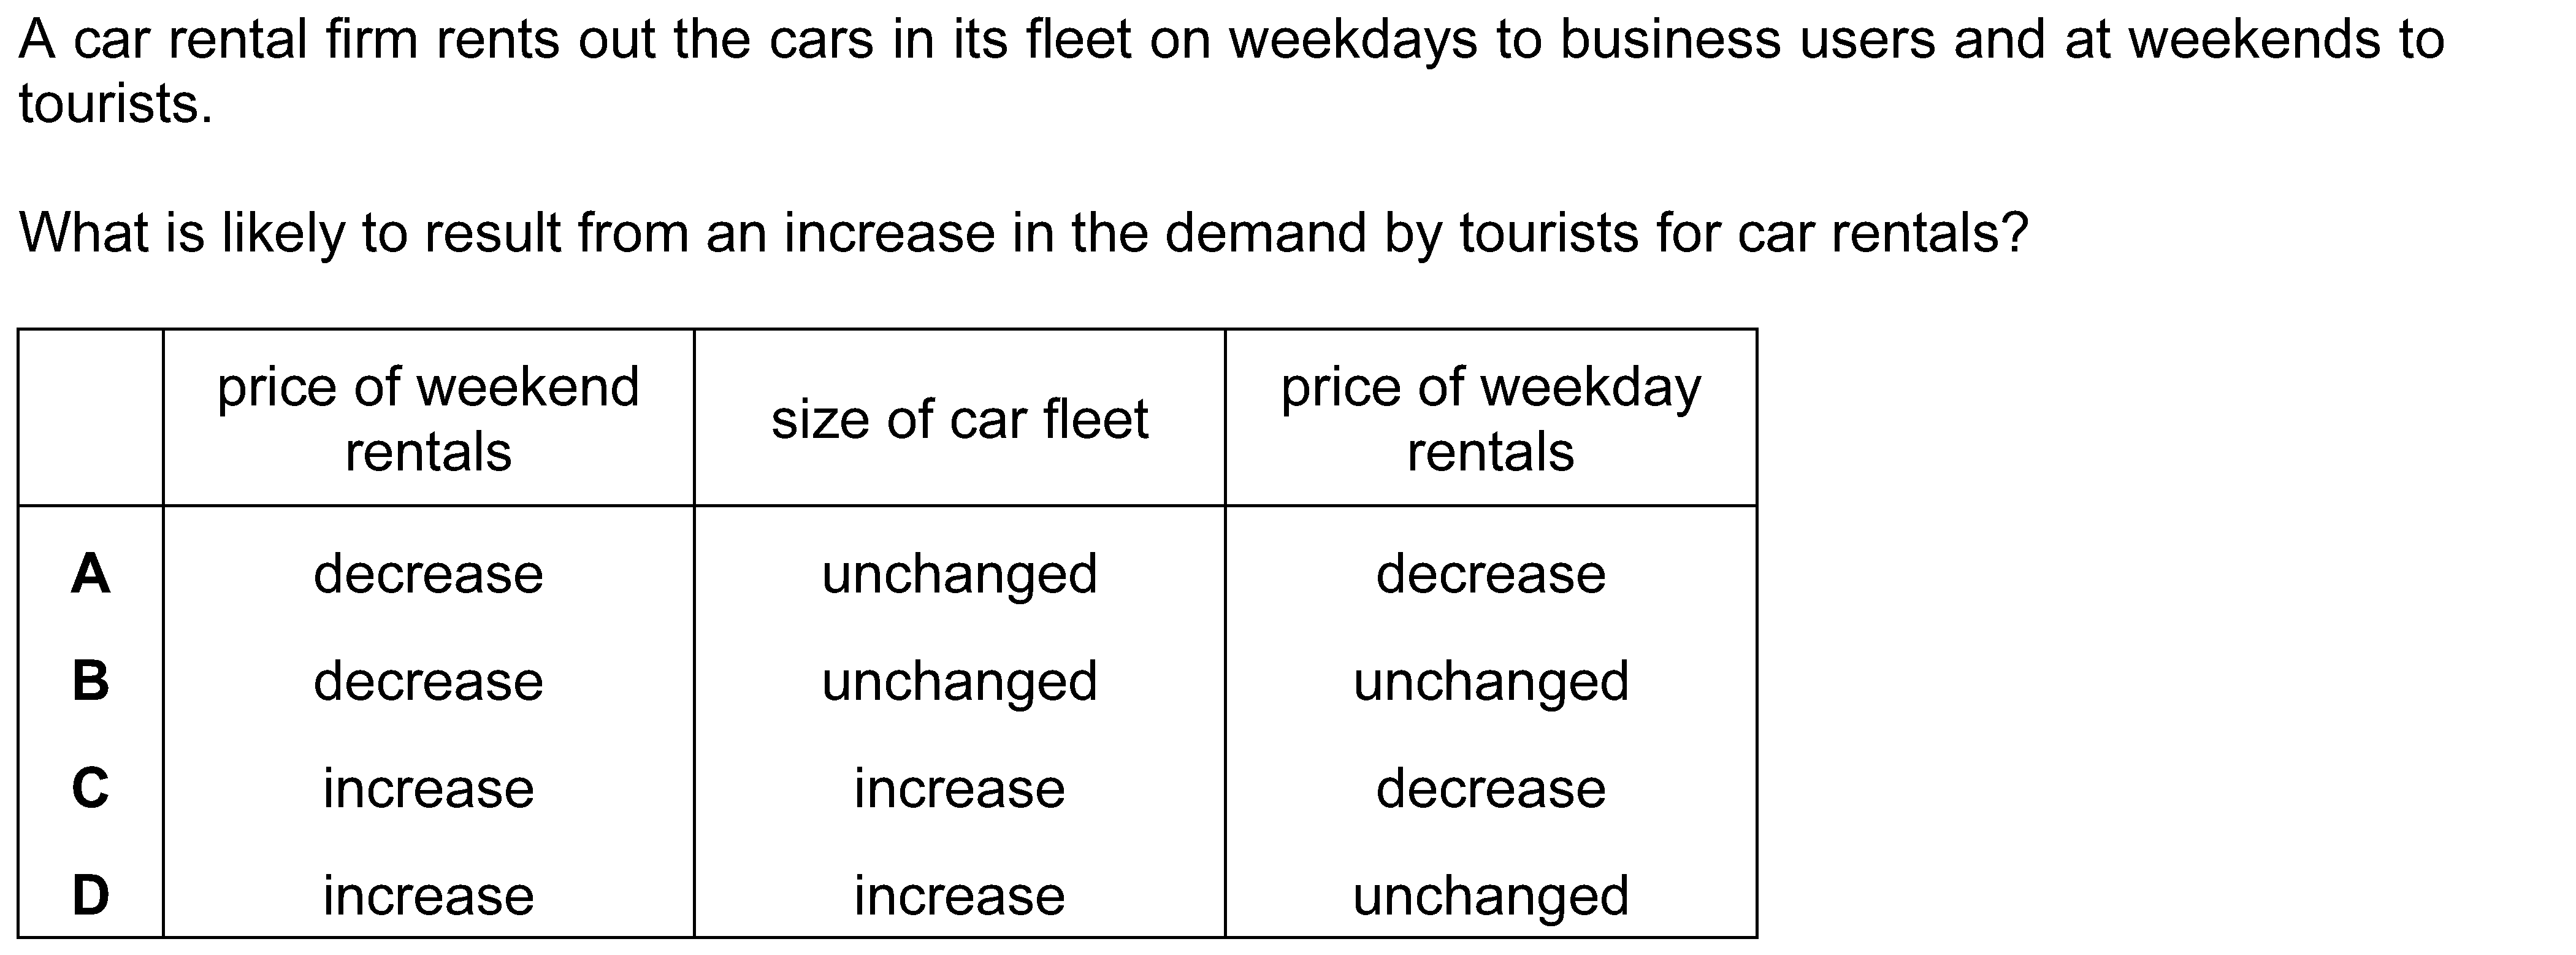 A car rental firm rents out the cars in its fleet on weekdays to business users and at weekends to
tourists.
What is likely to result from an increase in the demand by tourists for car rentals?
price of weekend rentals size of car fleet price of weekday rentals
A decrease unchanged decrease
B decrease unchanged unchanged
C increase increase decrease
D increase increase unchanged